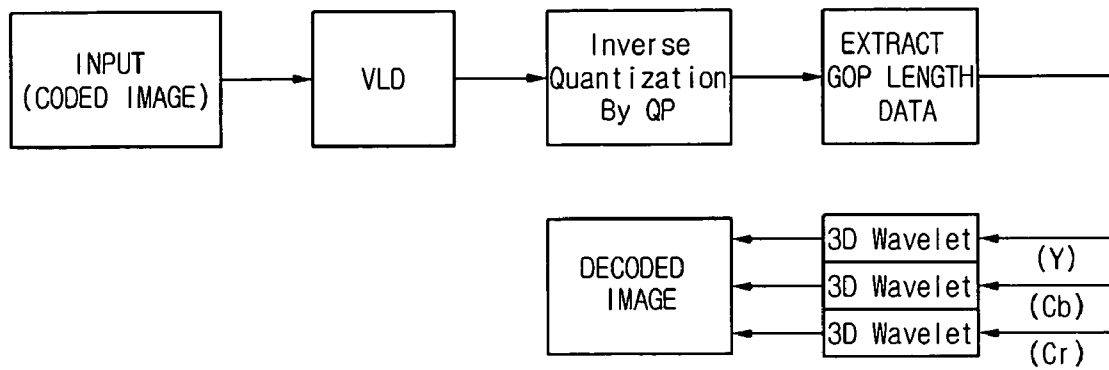 INPUT
(CODED IMAGE)
VLD
Inverse
Quantization
By QP
EXTRACT
GOP LENGTH
DATA
3D Wavelet
(Y)
3D Wavelet
(Cb)
3D Wavelet
(Cr)
DECODED
IMAGE